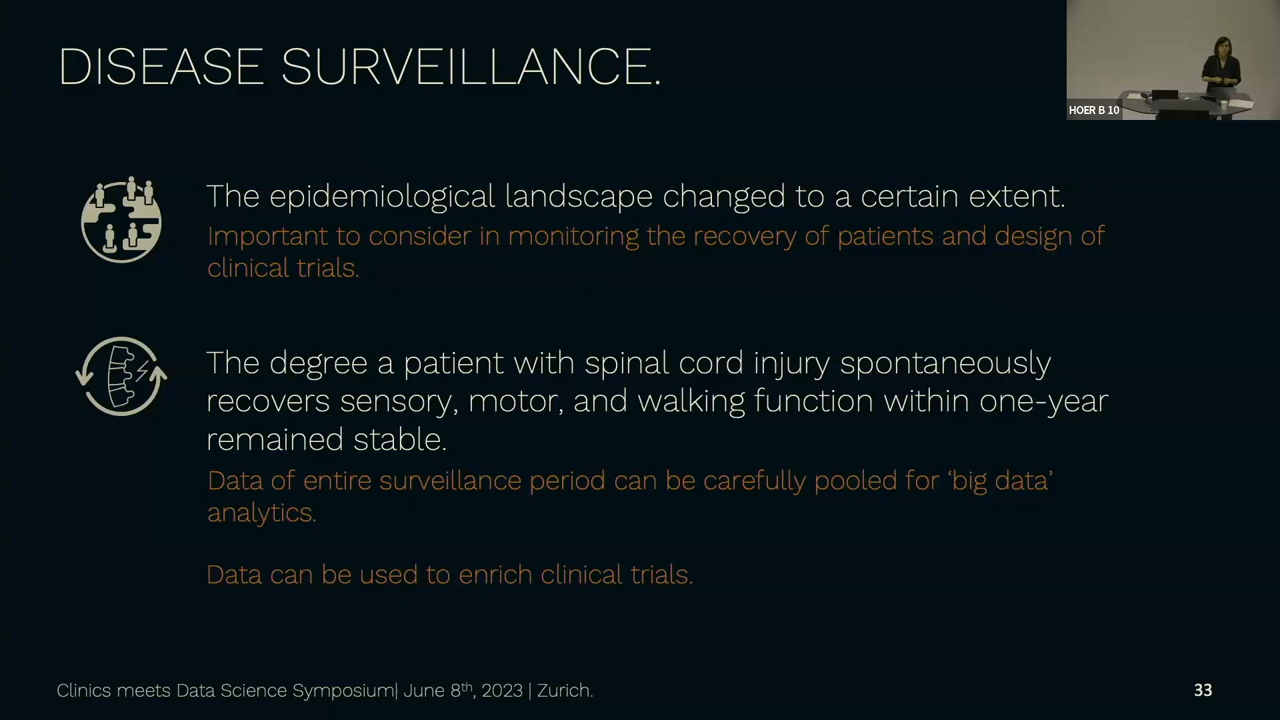 DISEASE SURVEILLANCE.
HOER B 10
The epidemiological landscape changed to a certain extent.
Important to consider in monitoring the recovery of patients and design of
clinical trials.
The degree a patient with spinal cord injury spontaneously
recovers sensory, motor, and walking function within one-year
remained stable.
Data of entire surveillance period can be carefully pooled for ‘big data’
analytics.
Data can be used to enrich clinical trials.
Clinics meets Data Science Symposium| June 8th, 2023 | Zurich.
33